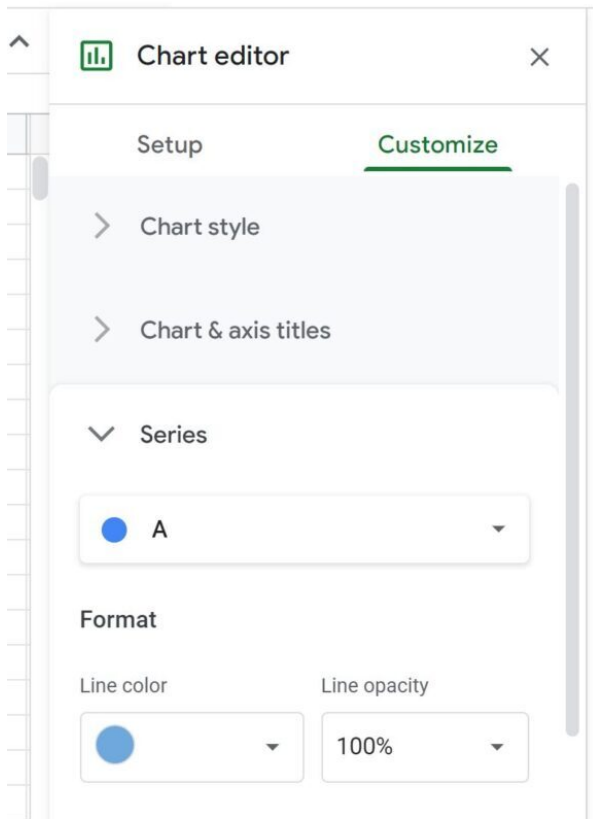 Chart editor
Setup Customize
Chart style
Chart & axis titles
Series
A
Format
Line color Line opacity
100%